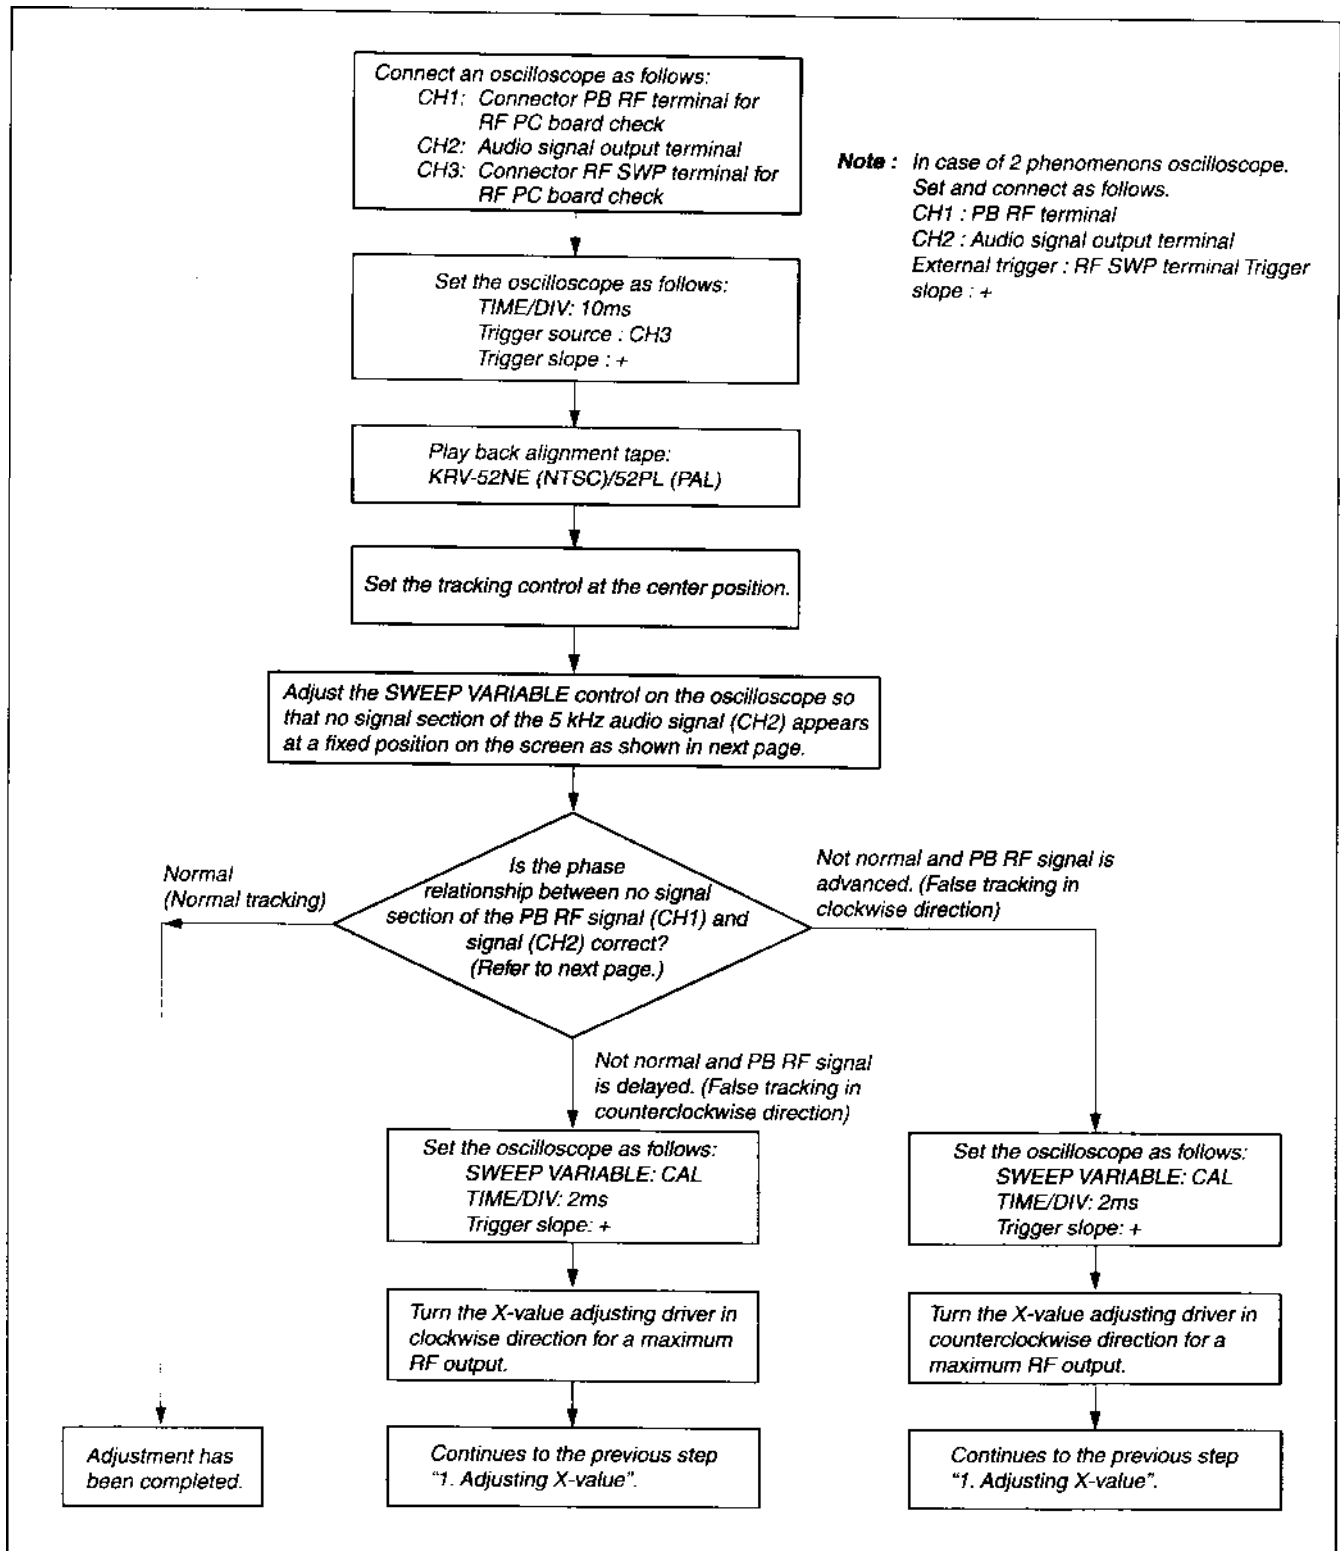 Connect an oscilloscope as follows:
CH1: Connector PB RF terminal for
RF PC board check
CH2: Audio signal output terminal
CH3: Connector RF SWP terminal for
RF PC board check
Note : In case of 2 phenomenons oscilloscope.
Set and connect as follows.
CH1 : PB RF terminal
CH2 : Audio signal output terminal
External trigger : RF SWP terminal Trigger
slope : +
Set the oscilloscope as follows:
TIME/DIV: 10ms
Trigger source : CH3
Trigger slope : +
Play back alignment tape:
KRV-52NE (NTSC)/52PL (PAL)
Set the tracking control at the center position.
Adjust the SWEEP VARIABLE control on the oscilloscope so
that no signal section of the 5 kHz audio signal (CH2) appears
at a fixed position on the screen as shown in next page.
Is the phase
relationship between no signal
section of the PB RF signal (CH1) and
signal (CH2) correct?
(Refer to next page.)
Normal
(Normal tracking)
Not normal and PB RF signal is
advanced. (False tracking in
clockwise direction)
Not normal and PB RF signal
is delayed. (False tracking in
counterclockwise direction)
Set the oscilloscope as follows:
SWEEP VARIABLE: CAL
TIME/DIV: 2ms
Trigger slope: +
Set the oscilloscope as follows:
SWEEP VARIABLE: CAL
TIME/DIV: 2ms
Trigger slope: +
Turn the X-value adjusting driver in
clockwise direction for a maximum
RF output.
Turn the X-value adjusting driver in
counterclockwise direction for a
maximum RF output.
Adjustment has
been completed.
Continues to the previous step
"1. Adjusting X-value".
Continues to the previous step
"1. Adjusting X-value".